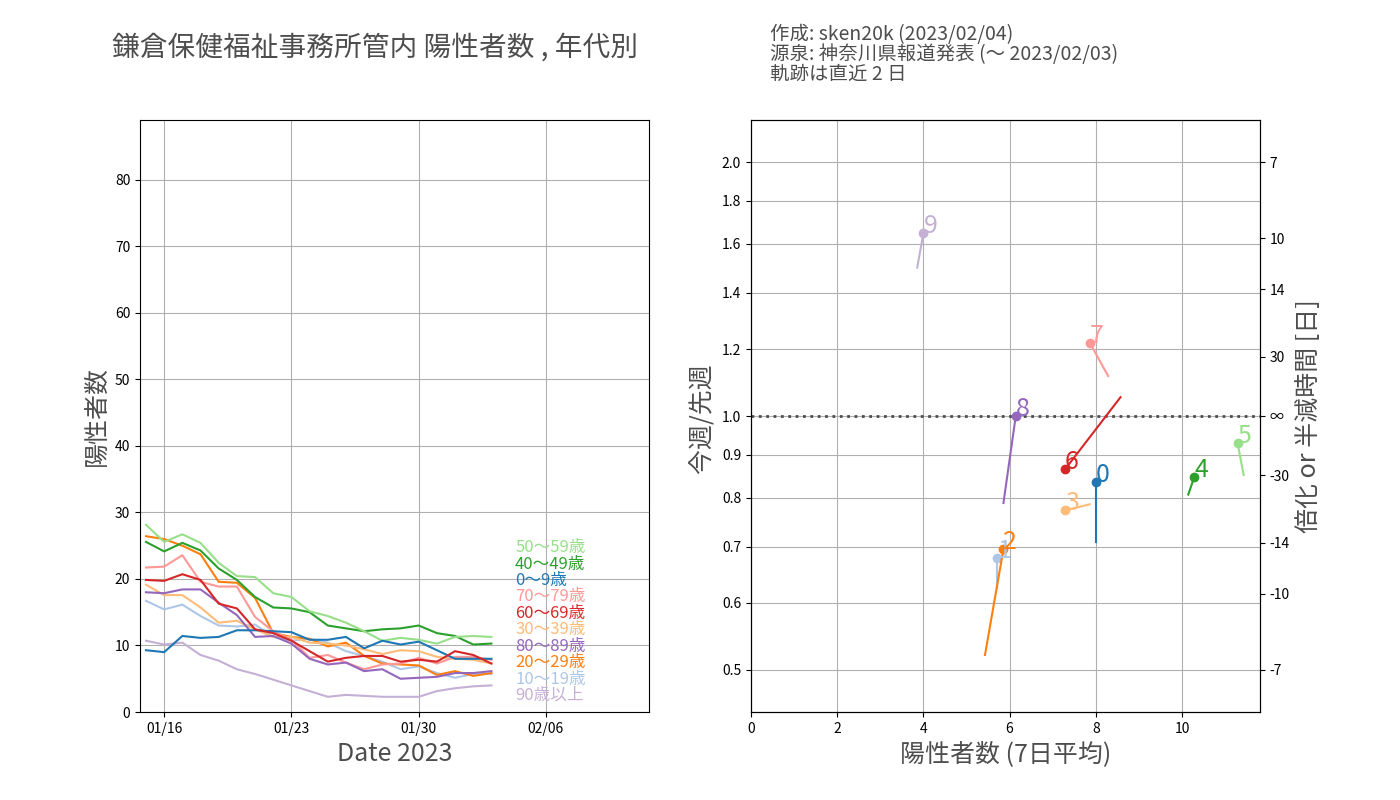 鎌倉保健福祉事務所管内 陽性者数 , 年代別
作成: sken20k (2023/02/04)
源泉: 神奈川県報道発表 (～ 2023/02/03)
軌跡は直近 2 日
陽性者数
80
70
60
50
40
30
20
10
0
01/16
01/23
01/30
02/06
Date 2023
50～59歳
40～49歳
0～9歳
70～79歳
60～69歳
30～39歳
80～89歳
20～29歳
10～19歳
90歳以上
今週/先週
2.0
1.8
1.6
1.4
1.2
1.0
0.9
0.8
0.7
0.6
0.5
9
7
8
5
6
4
0
3
2
1
0
2
4
6
8
10
陽性者数 (7日平均)
7
10
14
30
∞
-30
-14
-10
-7
倍化 or 半減時間 [日]